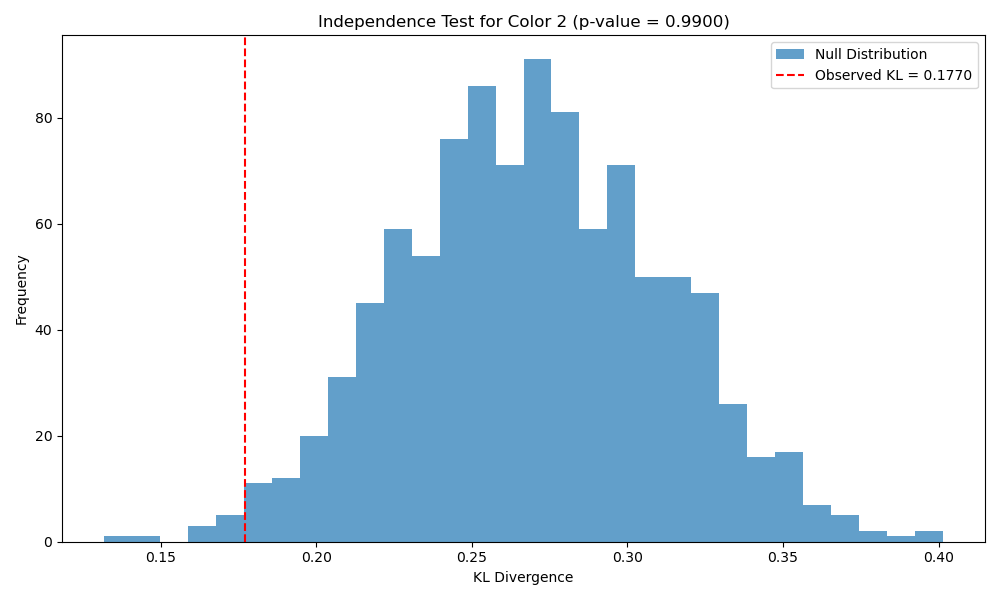 Independence Test for Color 2 (p-value = 0.9900)
Null Distribution
Observed KL = 0.1770
Frequency
80
60
40
20
0
0.15 0.20 0.25 0.30 0.35 0.40
KL Divergence